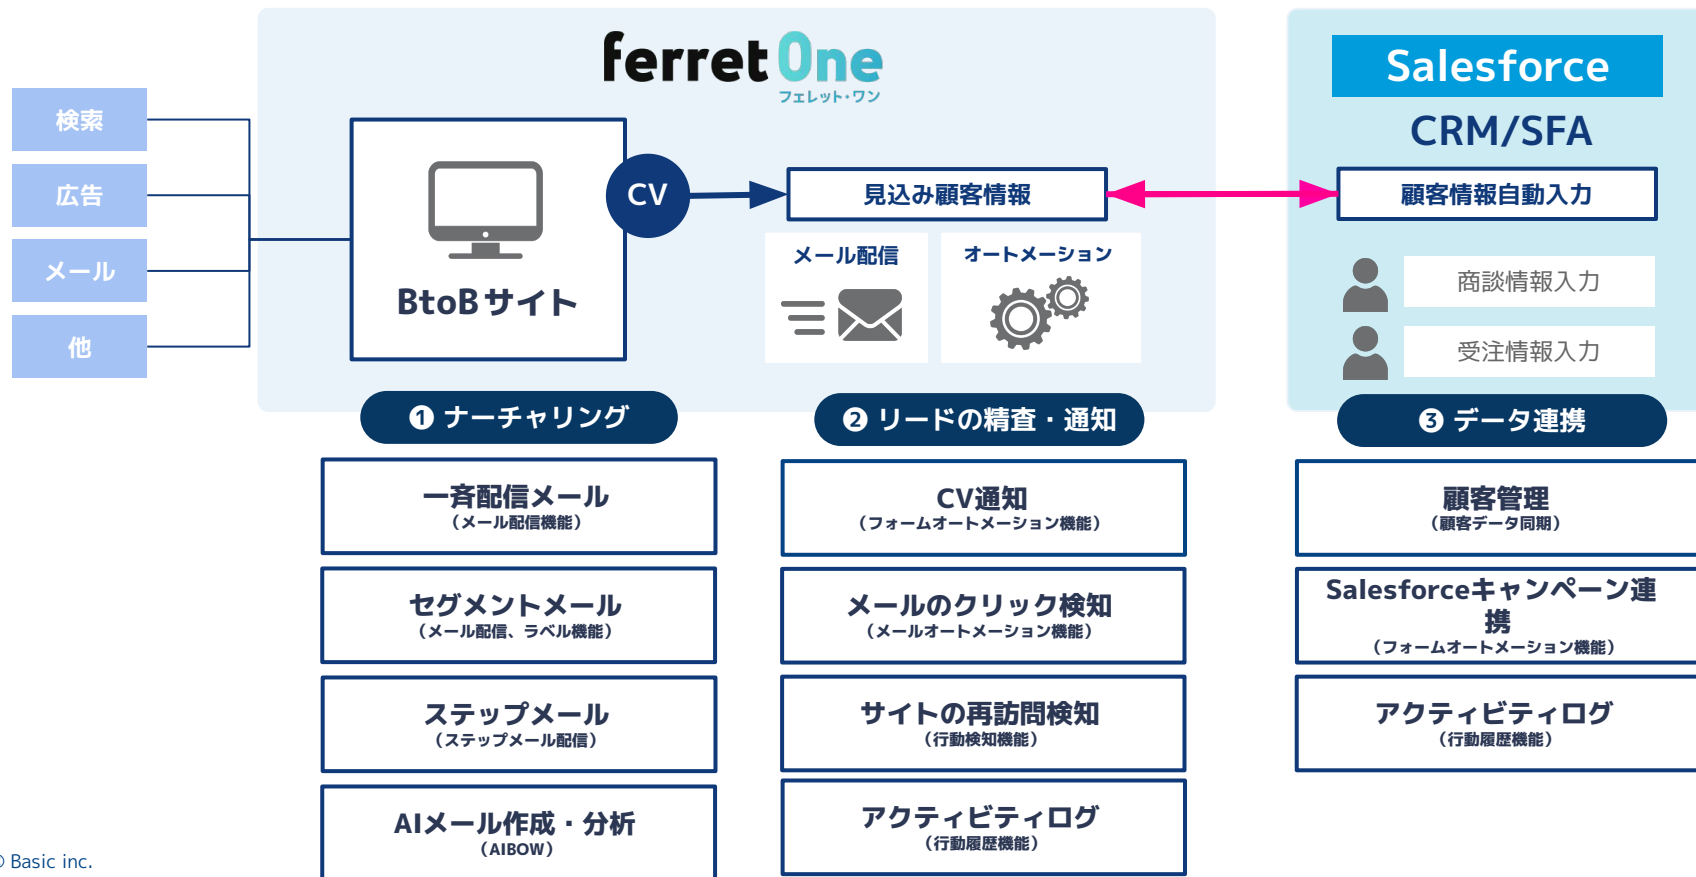 ferret One
フェレット・ワン
Salesforce
CRM/SFA
検索
広告
メール
他
BtoBサイト
CV
見込み顧客情報
メール配信
オートメーション
顧客情報自動入力
商談情報入力
受注情報入力
❶ ナーチャリング
一斉配信メール
(メール配信機能)
セグメントメール
(メール配信、ラベル機能)
ステップメール
(ステップメール配信)
AIメール作成・分析
(AIBOW)
❷ リードの精査・通知
CV通知
(フォームオートメーション機能)
メールのクリック検知
(メールオートメーション機能)
サイトの再訪問検知
(行動検知機能)
アクティビティログ
(行動履歴機能)
❸ データ連携
顧客管理
(顧客データ同期)
Salesforceキャンペーン連
携
(フォームオートメーション機能)
アクティビティログ
(行動履歴機能)
© Basic inc.